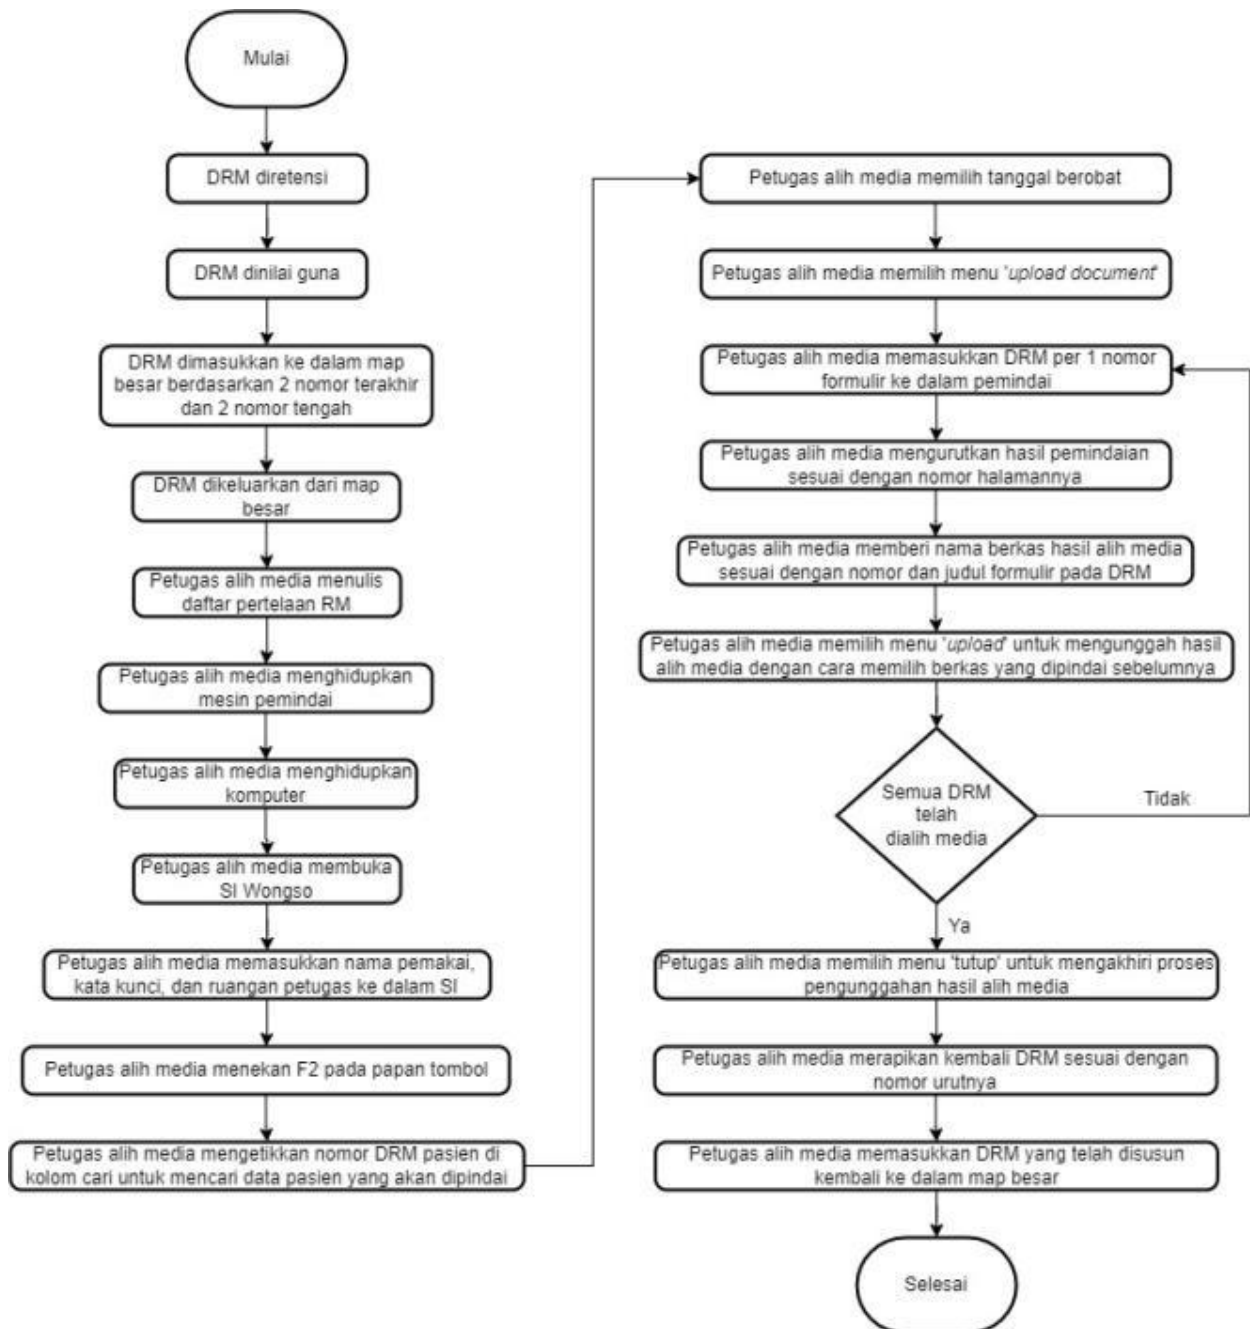 Mulai
DRM diretensi
DRM dinilai guna
DRM dimasukkan ke dalam map
besar berdasarkan 2 nomor terakhir
dan 2 nomor tengah
DRM dikeluarkan dari map
besar
Petugas alih media menulis
daftar pertelaan RM
Petugas alih media menghidupkan
mesin pemindai
Petugas alih media menghidupkan
komputer
Petugas alih media membuka
SI Wongso
Petugas alih media memasukkan nama pemakai,
kata kunci, dan ruangan petugas ke dalam SI
Petugas alih media menekan F2 pada papan tombol
Petugas alih media mengetikkan nomor DRM pasien di
kolom cari untuk mencari data pasien yang akan dipindai
Petugas alih media memilih tanggal berobat
Petugas alih media memilih menu 'upload document'
Petugas alih media memasukkan DRM per 1 nomor
formulir ke dalam pemindai
Petugas alih media mengurutkan hasil pemindaian
sesuai dengan nomor halamannya
Petugas alih media memberi nama berkas hasil alih media
sesuai dengan nomor dan judul formulir pada DRM
Petugas alih media memilih menu 'upload' untuk mengunggah hasil
alih media dengan cara memilih berkas yang dipindai sebelumnya
Semua DRM
telah
dialih media
Tidak
Ya
Petugas alih media memilih menu 'tutup' untuk mengakhiri proses
pengunggahan hasil alih media
Petugas alih media merapikan kembali DRM sesuai dengan
nomor urutnya
Petugas alih media memasukkan DRM yang telah disusun
kembali ke dalam map besar
Selesai